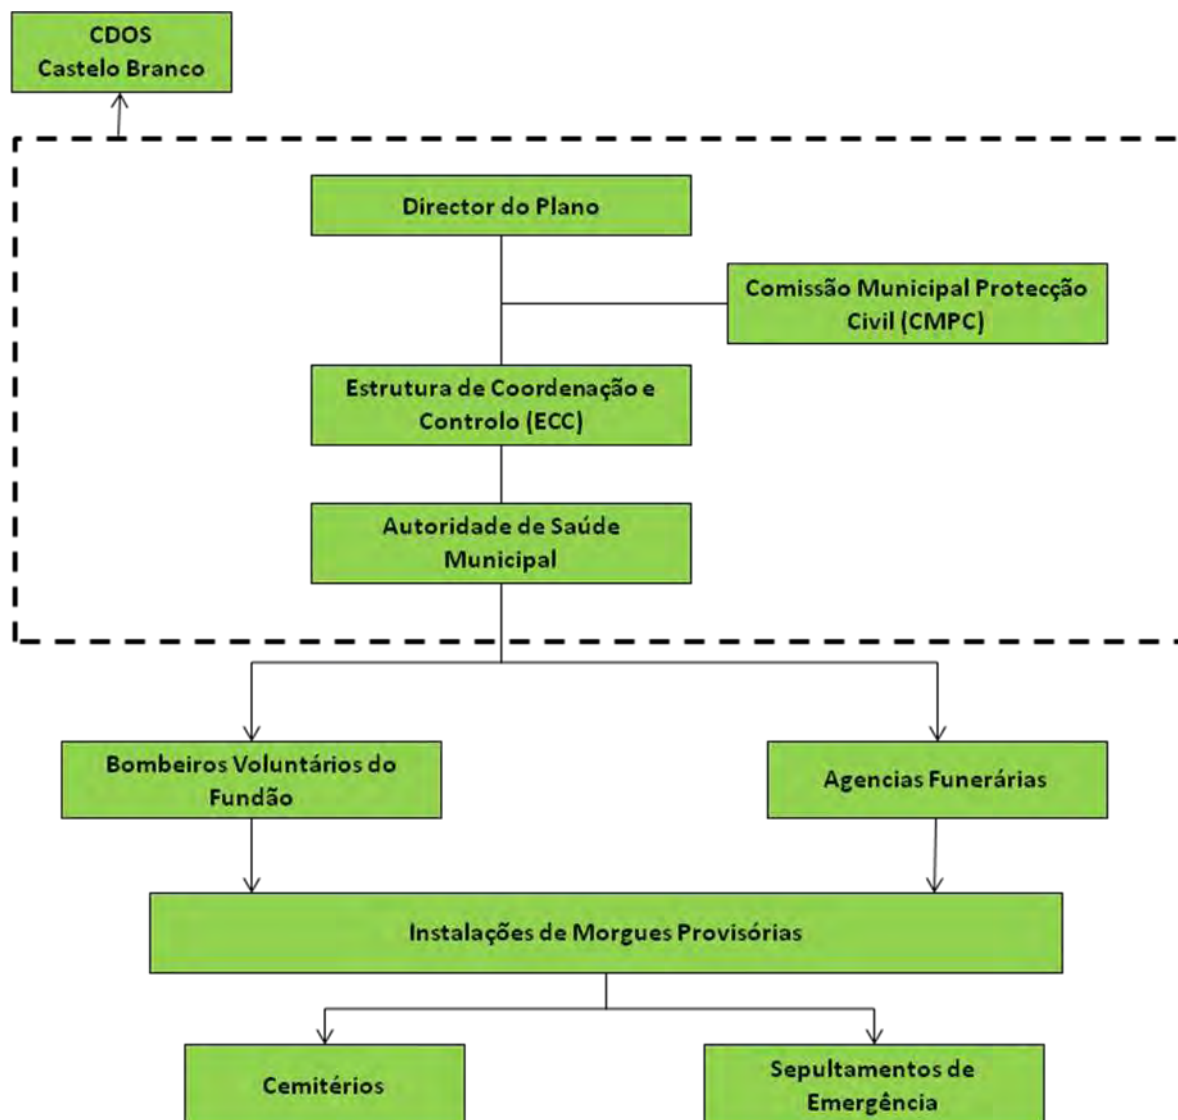 CDOS
Castelo Branco
Director do Plano
Comissão Municipal Protecção
Civil (CMPC)
Estrutura de Coordenação e
Controlo (ECC)
Autoridade de Saúde
Municipal
Bombeiros Voluntários do
Fundão
Agencias Funerárias
Instalações de Morgues Provisórias
Cemitérios
Sepultamentos de
Emergência